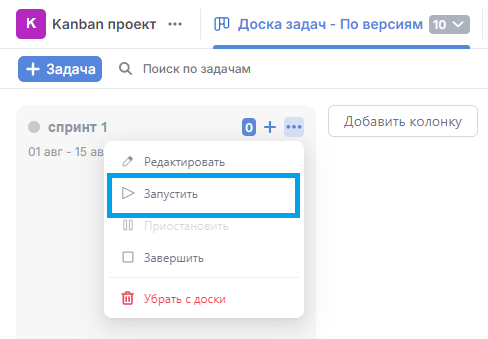 K Kanban проект ••• Доска задач - По версиям 10
+ Задача Поиск по задачам
спринт 1 0 + •••
Добавить колонку
01 авг - 15 ав
Редактировать
Запустить
Приостановить
Завершить
Убрать с доски